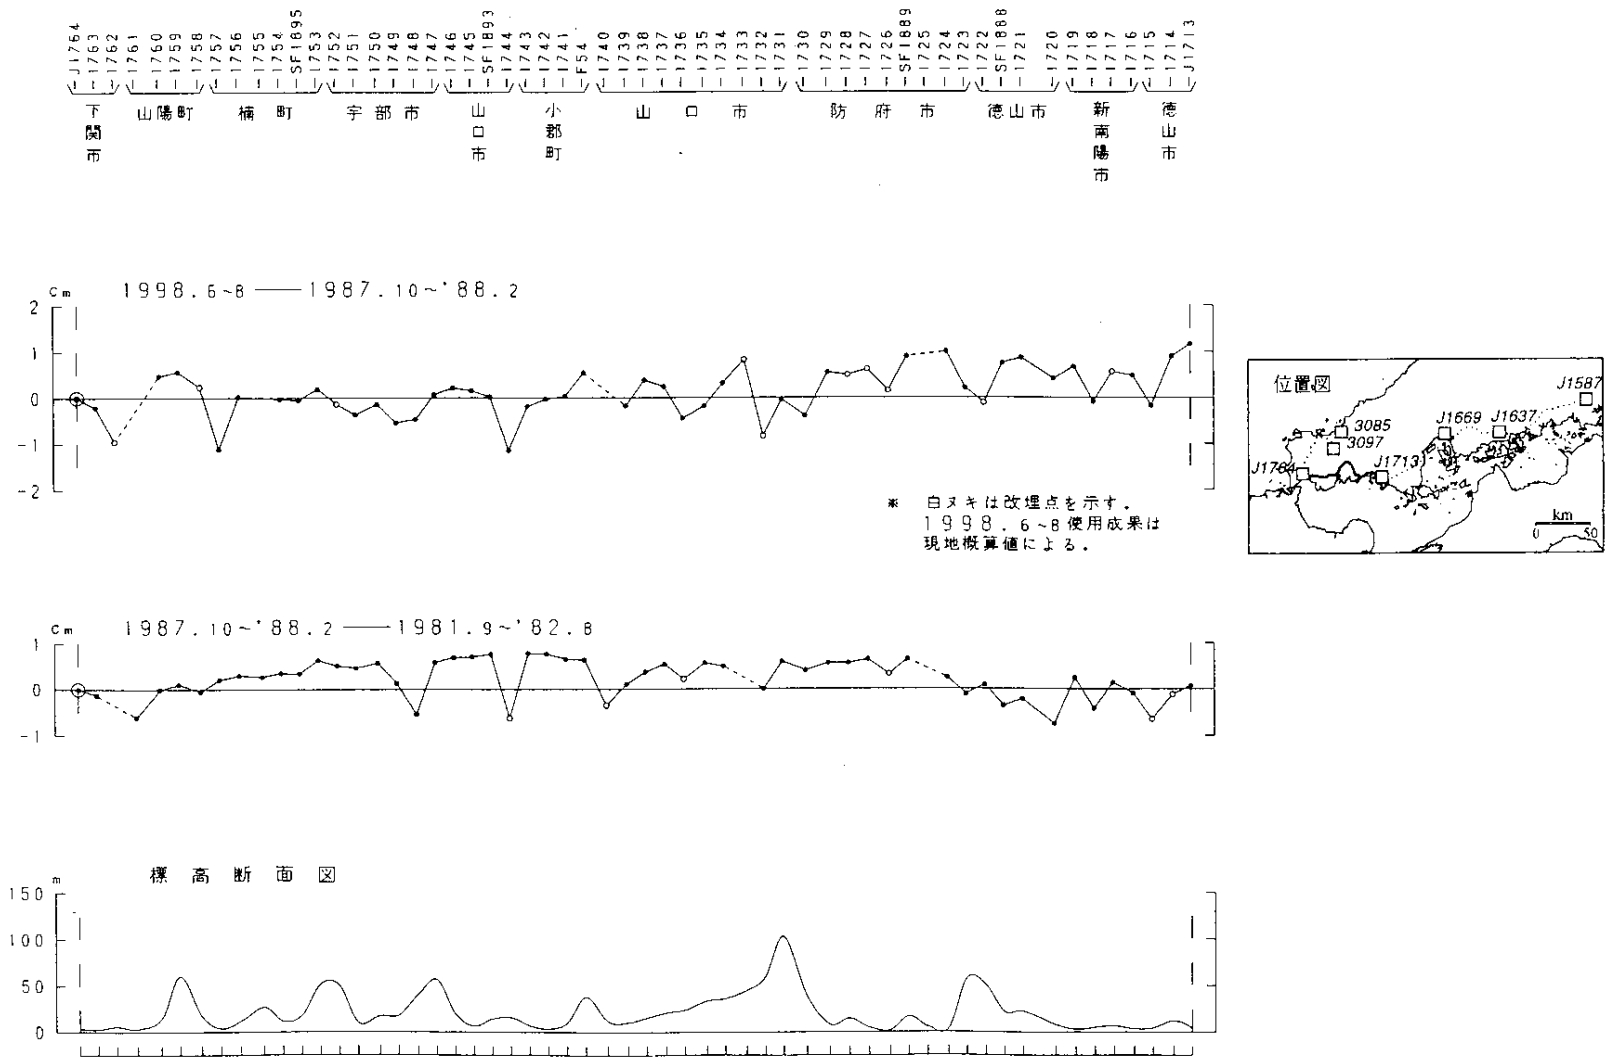 J1764
1763
1762
1761
1760
1759
1758
1757
1756
1755
1754
SF1895
1753
1752
1751
1750
1749
1748
1747
1746
1745
SF1893
1744
1743
1742
1741
F54
1740
1739
1738
1737
1736
1735
1734
1733
1732
1731
1730
1729
1728
1727
1726
SF1889
1725
1724
1723
1722
SF1888
1721
1720
1719
1718
1717
1716
1715
1714
J1713
下関市
山陽町
楠町
宇部市
山口市
小郡町
山口市
防府市
徳山市
新南陽市
徳山市
cm
1998.6~8 ―― 1987.10~'88.2
2
1
0
-1
-2
※ 白ヌキは改埋点を示す.
1998.6~8使用成果は
現地概算値による.
位置図
J1587
3085
3097
J1669
J1637
J1764
J1713
km
0 50
cm
1987.10~'88.2 ―― 1981.9~'82.8
1
0
-1
標高断面図
m
150
100
50
0